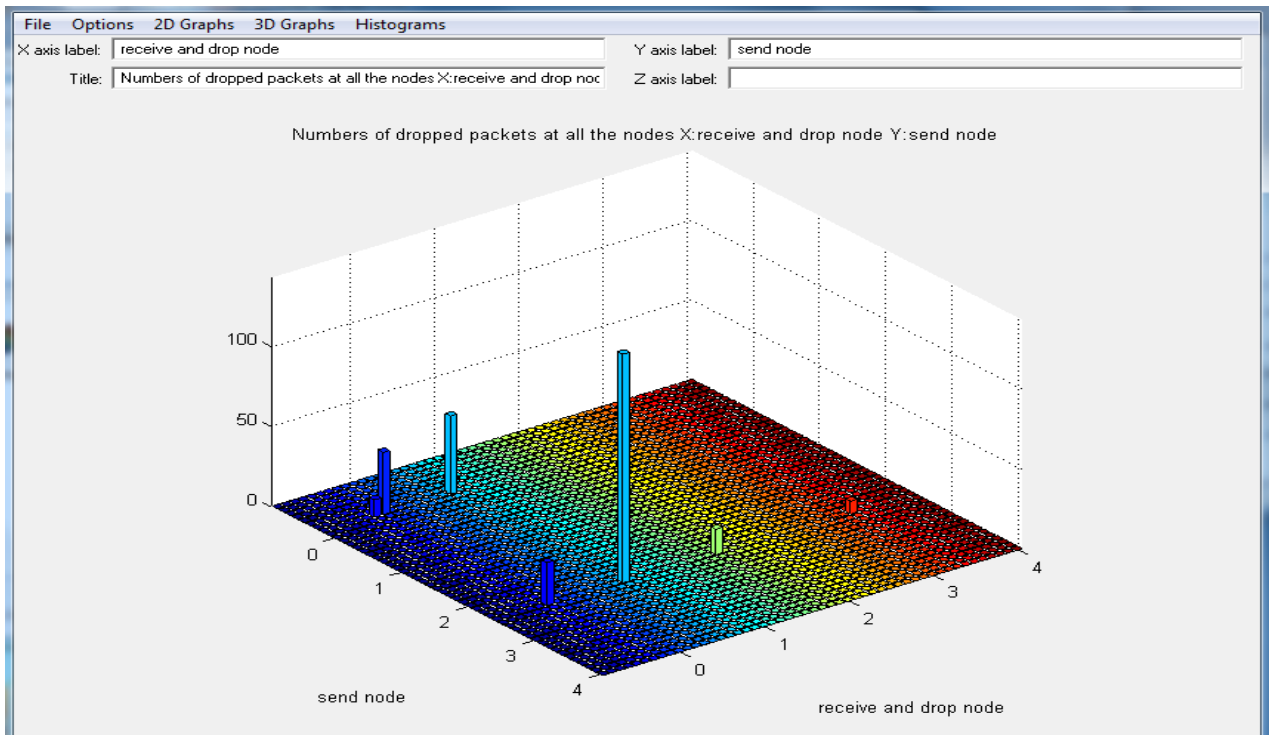 File Options 2D Graphs 3D Graphs Histograms
X axis label: receive and drop node Y axis label: send node
Title: Numbers of dropped packets at all the nodes X:receive and drop noc Z axis label:
Numbers of dropped packets at all the nodes X:receive and drop node Y:send node
100
50
0
0
1
2
3
4
0
1
2
3
4
send node
receive and drop node